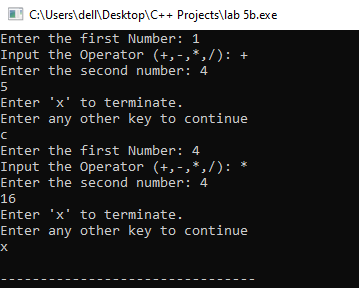 C:\Users\dell\Desktop\C++ Projects\lab 5b.exe
Enter the first Number: 1
Input the Operator (+,-,*,/): +
Enter the second number: 4
5
Enter 'x' to terminate.
Enter any other key to continue
c
Enter the first Number: 4
Input the Operator (+,-,*,/): *
Enter the second number: 4
16
Enter 'x' to terminate.
Enter any other key to continue
x
--------------------------------